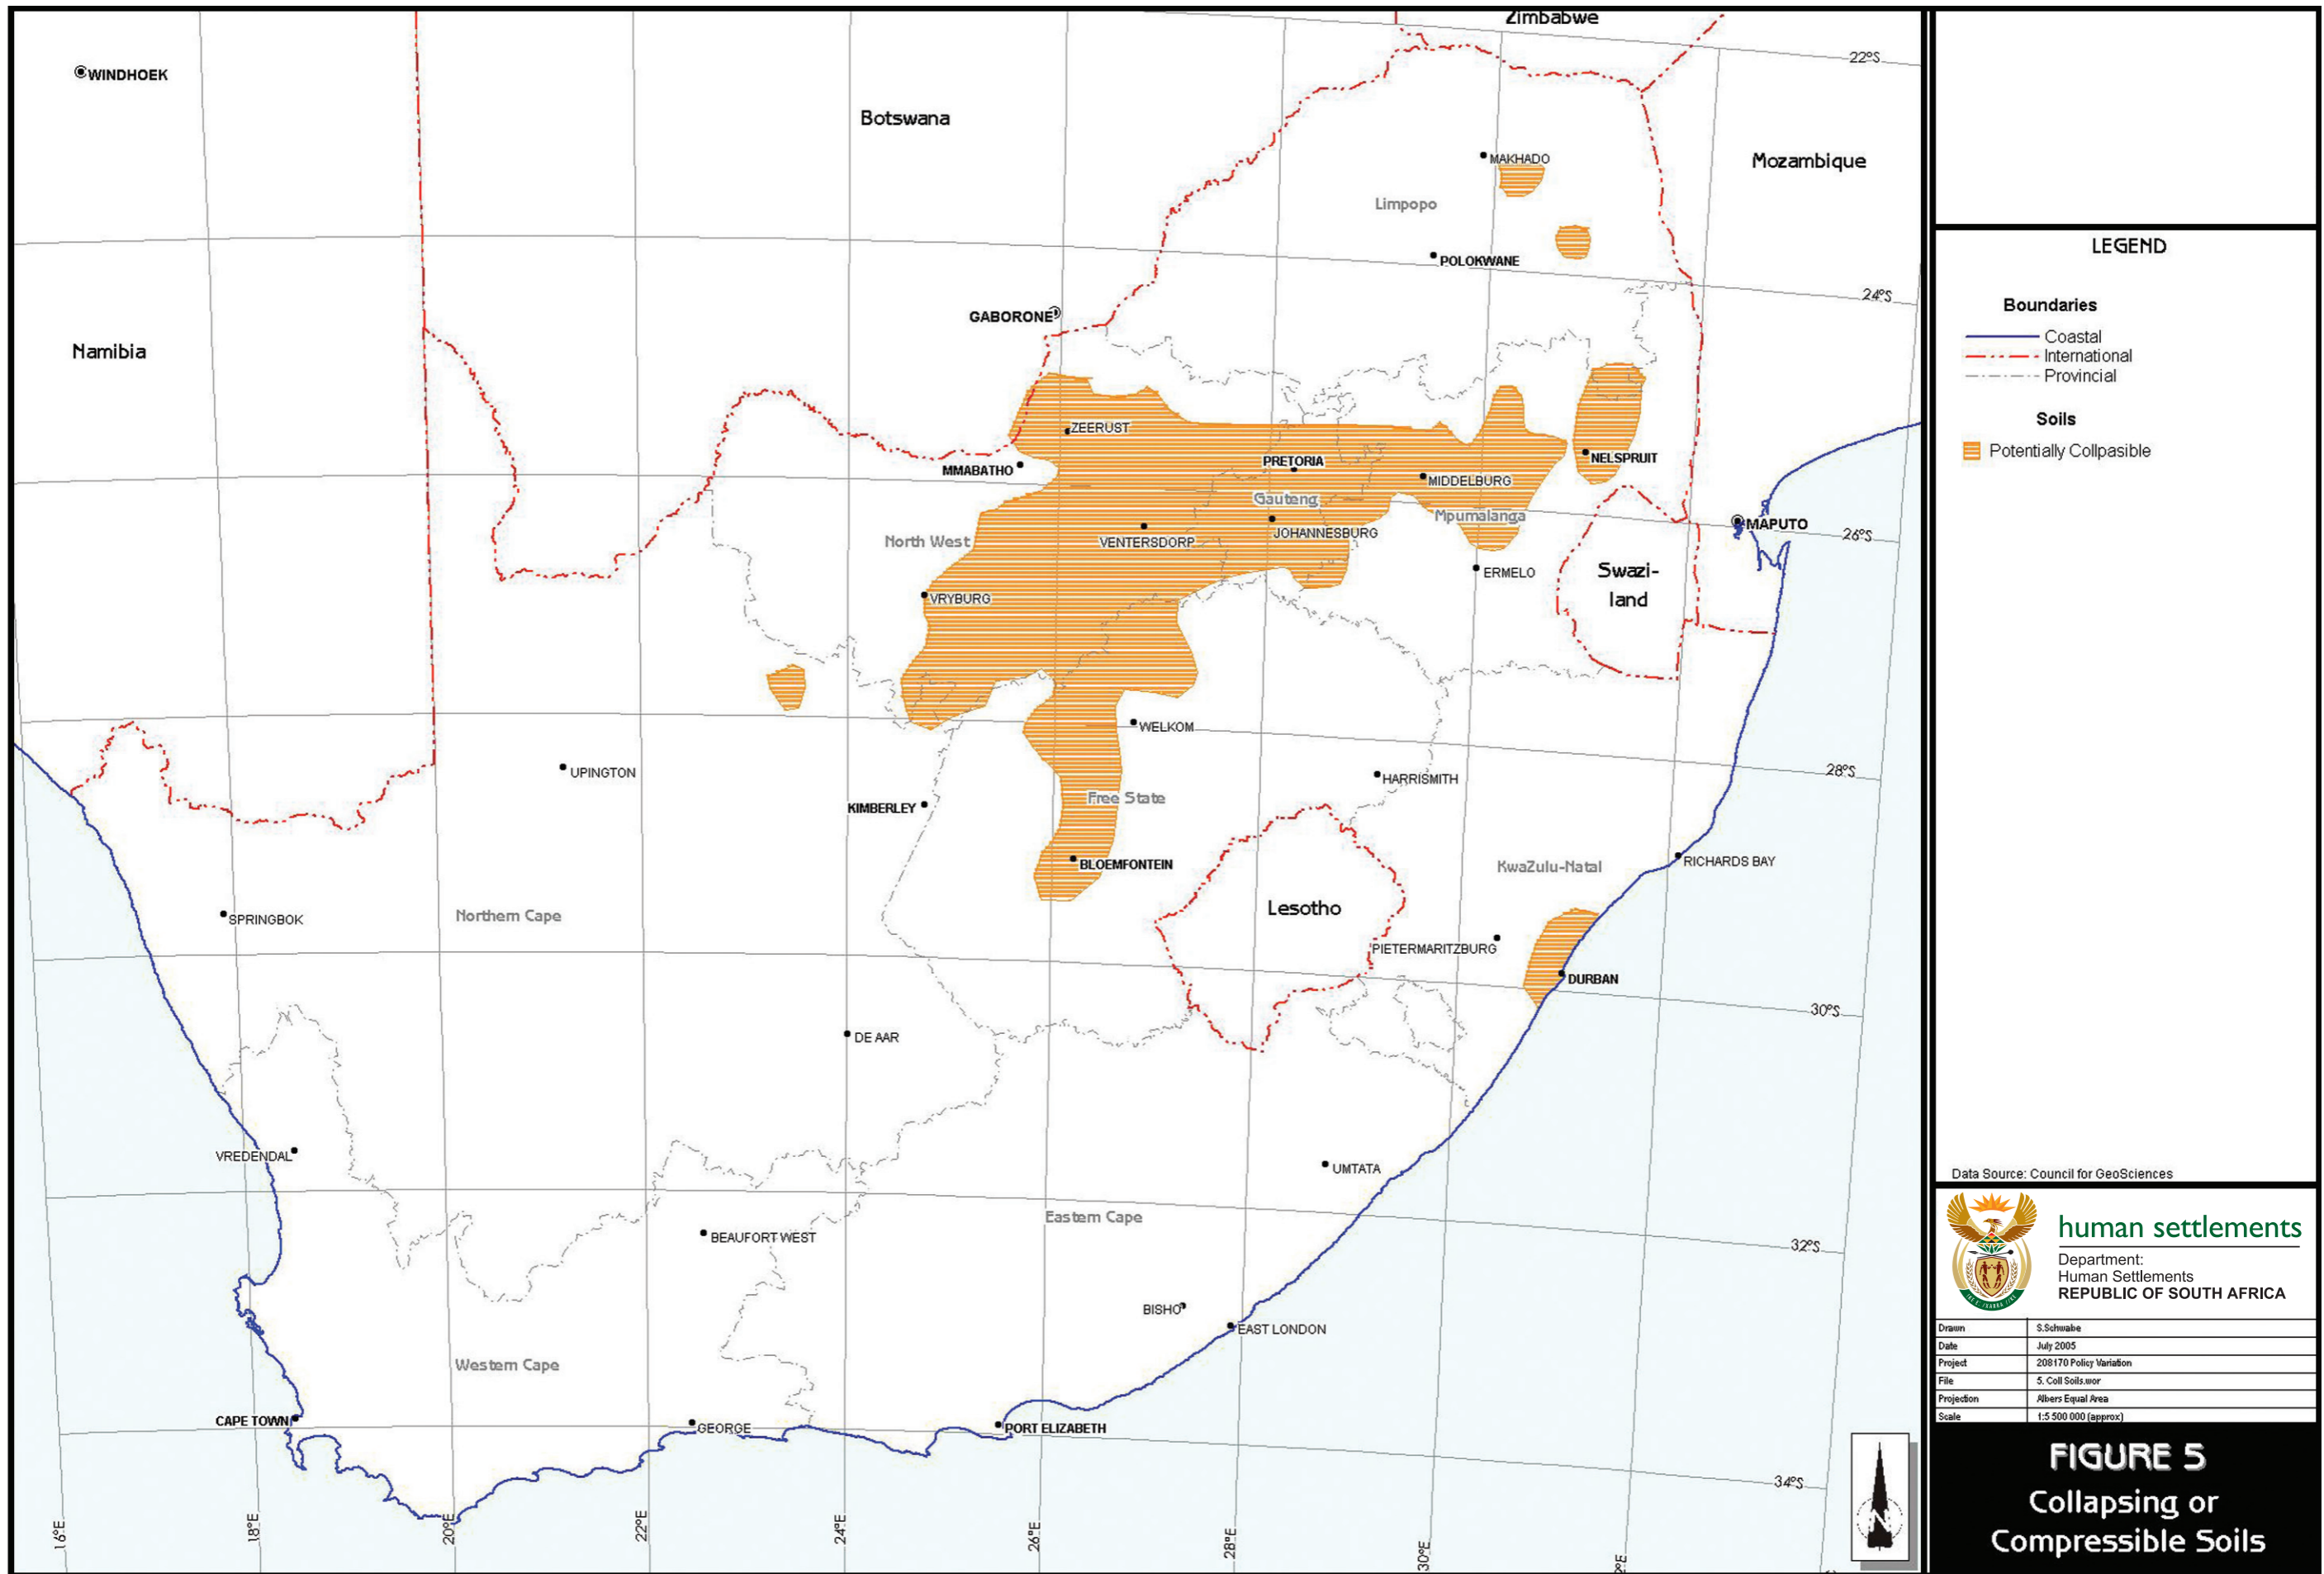 Zimbabwe
22°S
WINDHOEK
Botswana
MAKHADO
Mozambique
Limpopo
POLOKWANE
24°S
GABORONE
Namibia
ZEERUST
MMABATHO
PRETORIA
NELSPRUIT
MIDDELBURG
Gauteng
Mpumalanga
MAPUTO
North West
VENTERSDORP
JOHANNESBURG
26°S
ERMELO
Swazi-
land
VRYBURG
WELKOM
UPINGTON
28°S
HARRISMITH
KIMBERLEY
Free State
BLOEMFONTEIN
RICHARDS BAY
KwaZulu-Natal
SPRINGBOK
Northern Cape
Lesotho
PIETERMARITZBURG
DURBAN
30°S
DE AAR
VREDENDAL
UMTATA
Eastern Cape
BEAUFORT WEST
32°S
BISHO
EAST LONDON
Western Cape
CAPE TOWN
GEORGE
PORT ELIZABETH
34°S
16°E
18°E
20°E
22°E
24°E
26°E
28°E
30°E
N
LEGEND
Boundaries
Coastal
International
Provincial
Soils
Potentially Collpasible
Data Source: Council for GeoSciences
human settlements
Department:
Human Settlements
REPUBLIC OF SOUTH AFRICA
Drawn S.Schwabe
Date July 2005
Project 208170 Policy Variation
File 5. Coll Soils.wor
Projection Albers Equal Area
Scale 1:5 500 000 (approx)
FIGURE 5
Collapsing or
Compressible Soils